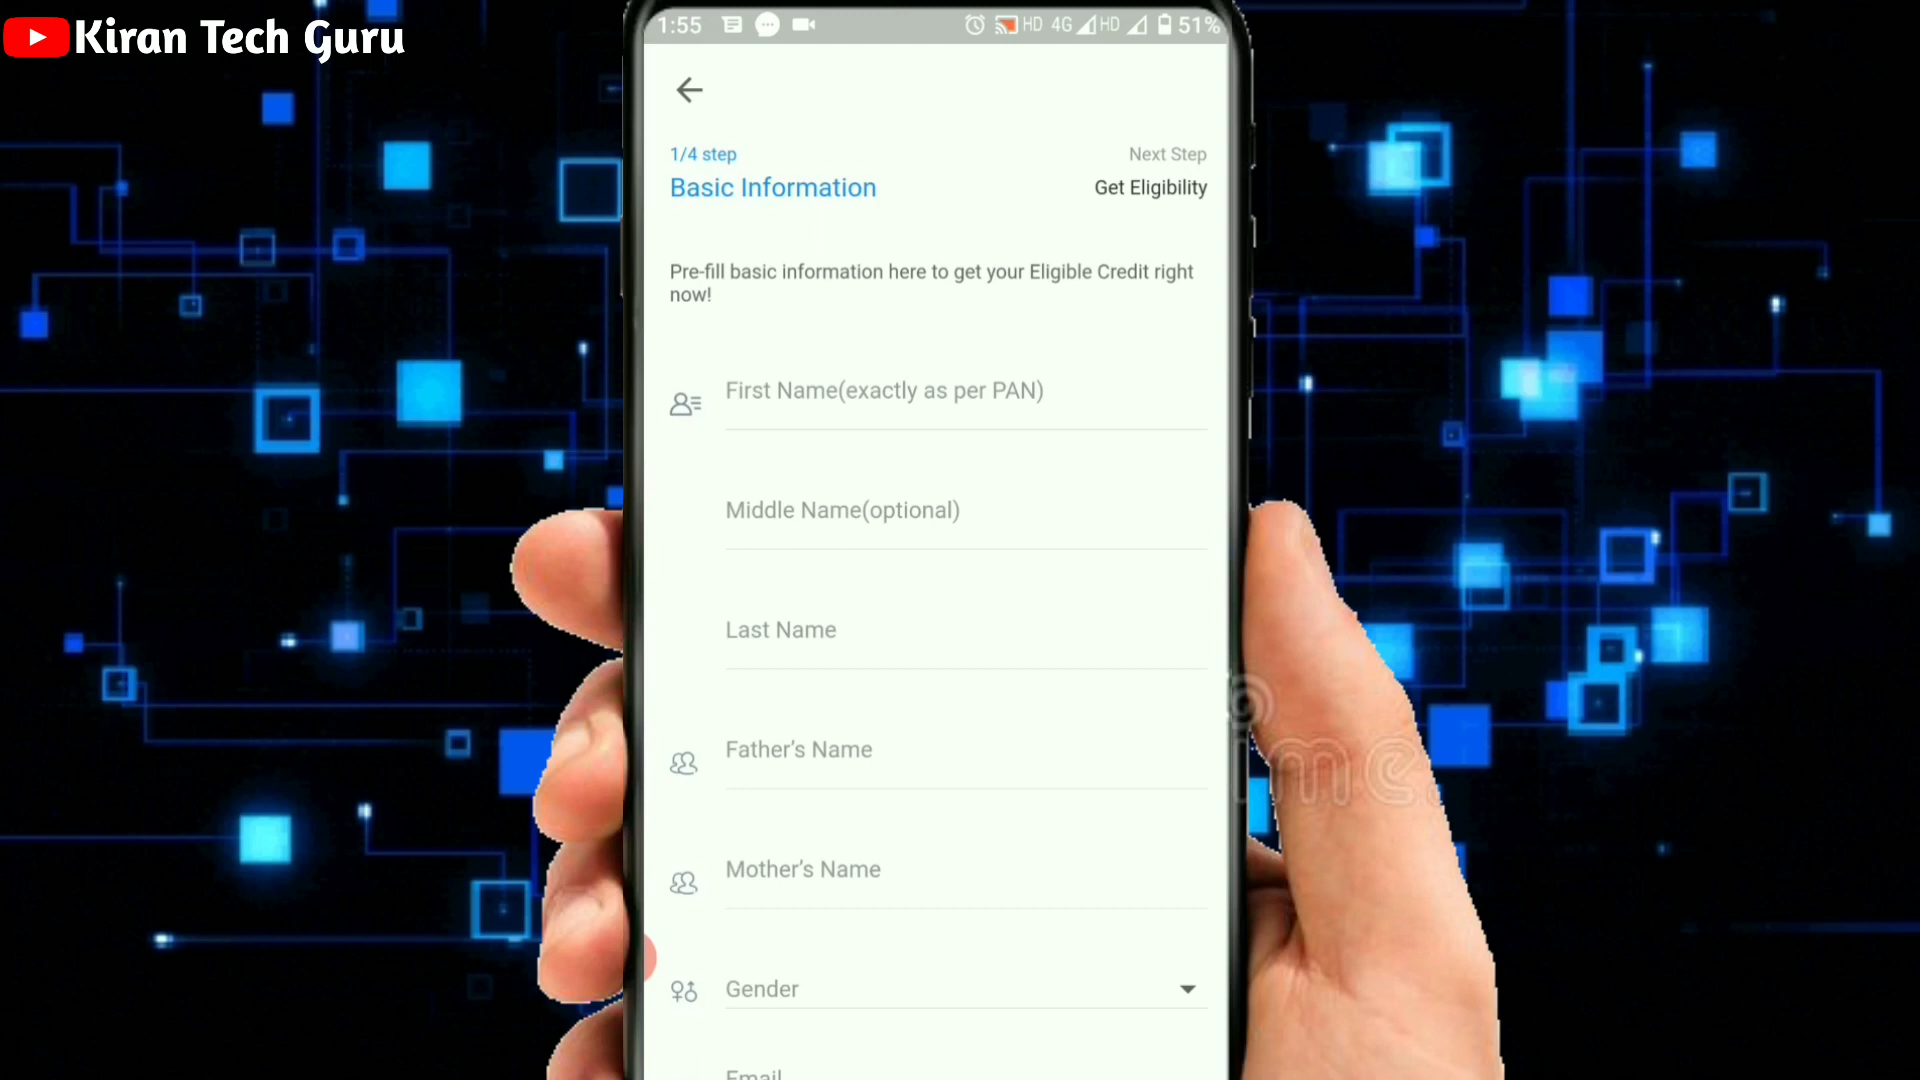 Kiran Tech Guru
1:55
HD 4G HD 51%
1/4 step
Next Step
Basic Information
Get Eligibility
Pre-fill basic information here to get your Eligible Credit right
now!
First Name(exactly as per PAN)
Middle Name(optional)
Last Name
Father’s Name
Mother’s Name
Gender
Email